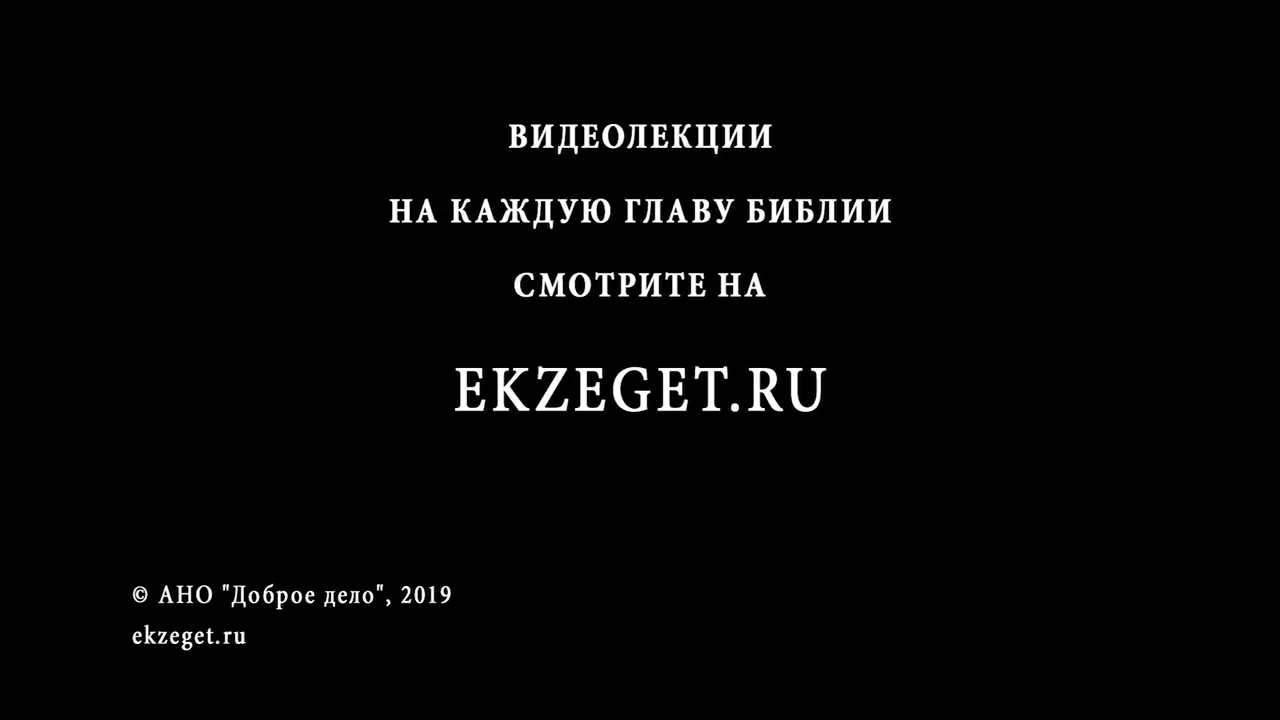 ВИДЕОЛЕКЦИИ
НА КАЖДУЮ ГЛАВУ БИБЛИИ
СМОТРИТЕ НА
EKZEGET.RU
© АНО "Доброе дело", 2019
ekzeget.ru